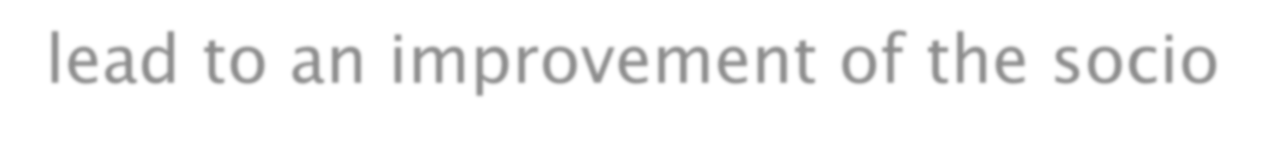 lead to an improvement of the socio